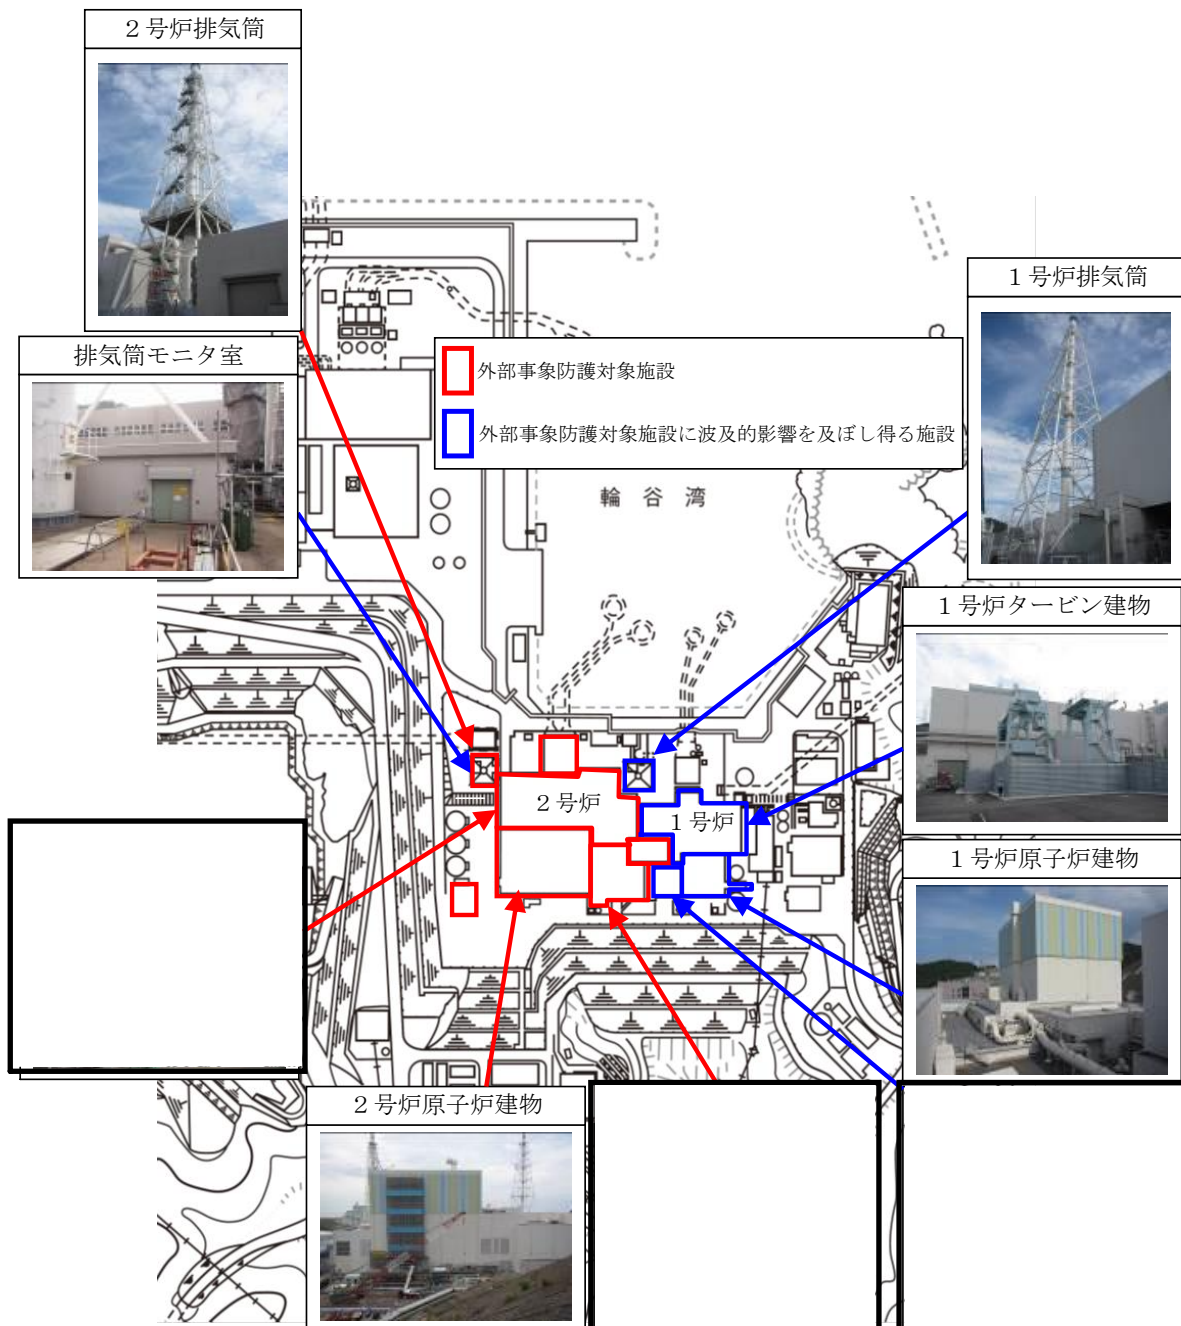 ２号炉排気筒
１号炉排気筒
排気筒モニタ室
外部事象防護対象施設
外部事象防護対象施設に波及的影響を及ぼし得る施設
輪谷湾
１号炉タービン建物
２号炉
１号炉
１号炉原子炉建物
２号炉原子炉建物